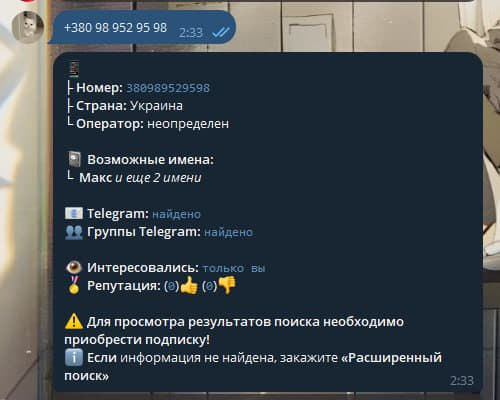 +380 98 952 95 98 2:33
Номер: 380989529598
Страна: Украина
Оператор: неопределен
Возможные имена:
Макс и еще 2 имени
Telegram: найдено
Группы Telegram: найдено
Интересовались: только вы
Репутация: (0)👍 (0)👎
Для просмотра результатов поиска необходимо
приобрести подписку!
Если информация не найдена, закажите «Расширенный
поиск» 2:33